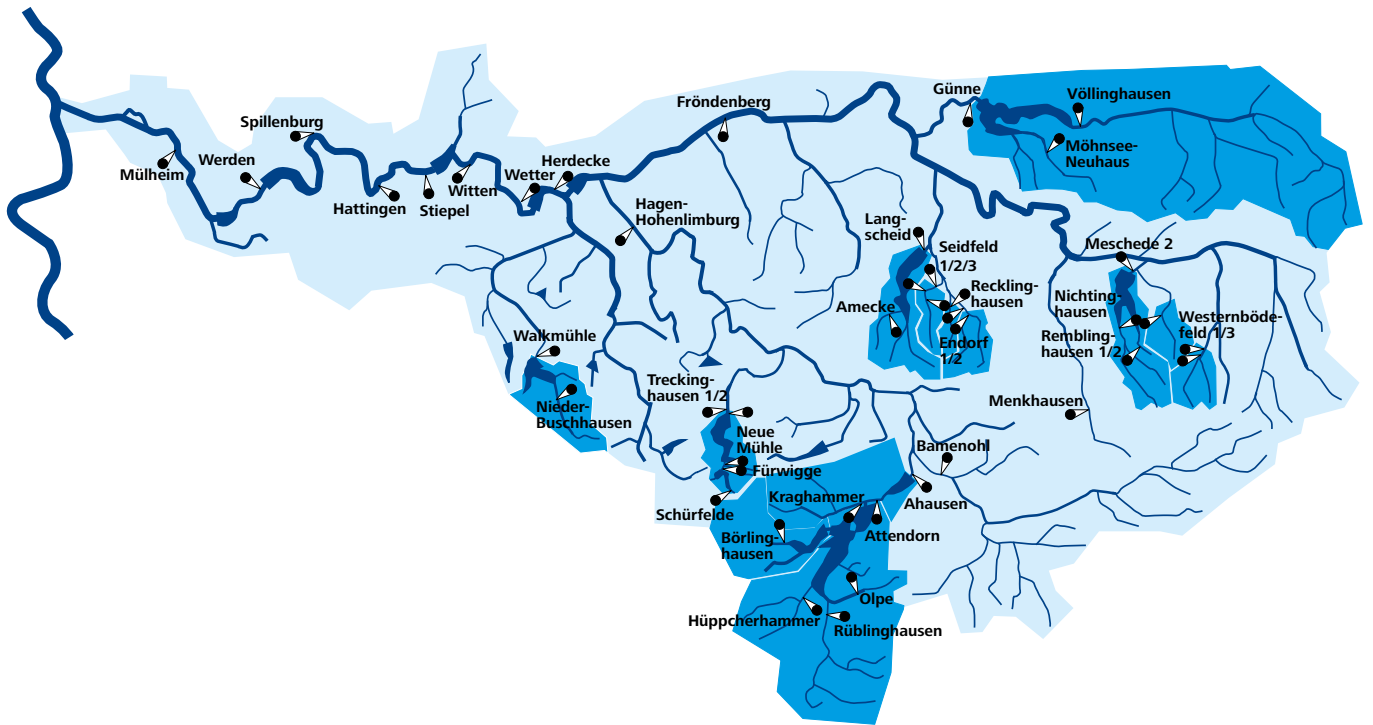 Mülheim
Werden
Spillenburg
Hattingen
Stiepel
Witten
Wetter
Herdecke
Hagen-
Hohenlimburg
Fröndenberg
Günne
Völlinghausen
Möhnsee-
Neuhaus
Lang-
scheid
Seidfeld
1/2/3
Reckling-
hausen
Amecke
Endorf
1/2
Meschede 2
Nichting-
hausen
Rembling-
hausen 1/2
Westernböde-
feld 1/3
Menkhausen
Walkmühle
Nieder-
Buschhausen
Trecking-
hausen 1/2
Neue
Mühle
Fürwigge
Schürfelde
Kraghammer
Börling-
hausen
Attendorn
Ahausen
Bamenohl
Olpe
Hüppcherhammer
Rüblinghausen